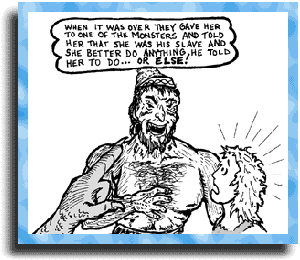 WHEN IT WAS OVER THEY GAVE HER
TO ONE OF THE MONSTERS AND TOLD
HER THAT SHE WAS HIS SLAVE AND
SHE BETTER DO ANYTHING, HE TOLD
HER TO DO... OR ELSE!